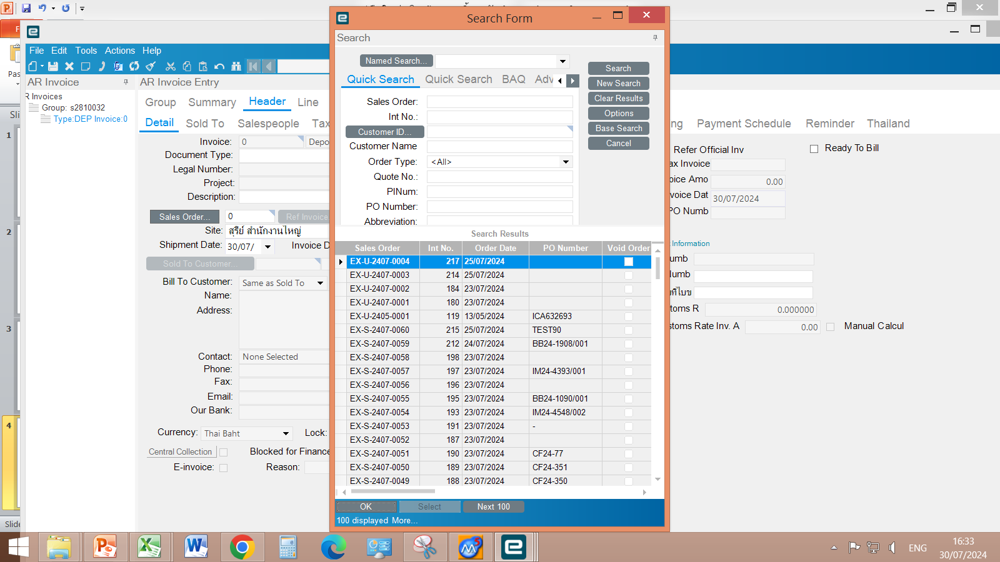 Search Form
File Edit Tools Actions Help
Search
AR Invoice
AR Invoice Entry
R Invoices
Group: s2810032
Type:DEP Invoice:0
Group Summary Header Line
Detail Sold To Salespeople Tax
ng Payment Schedule Reminder Thailand
Invoice: 0 Depo
Document Type:
Legal Number:
Project:
Description:
Sales Order... 0 Ref Invoice
Site: สุรีย์ สำนักงานใหญ่
Shipment Date: 30/07/ Invoice D
Sold To Customer...
Bill To Customer: Same as Sold To
Name:
Address:
Contact: None Selected
Phone:
Fax:
Email:
Our Bank:
Currency: Thai Baht Lock:
Central Collection Blocked for Finance
E-invoice: Reason:
Named Search...
Quick Search Quick Search BAQ Adv
Sales Order:
Int No.:
Customer ID...
Customer Name
Order Type: <All>
Quote No.:
PINum:
PO Number:
Abbreviation:
Search
New Search
Clear Results
Options
Base Search
Cancel
Search Results
Sales Order Int No. Order Date PO Number Void Order
EX-U-2407-0004 217 25/07/2024
EX-U-2407-0003 214 25/07/2024
EX-U-2407-0002 184 23/07/2024
EX-U-2407-0001 180 23/07/2024
EX-U-2405-0001 119 13/05/2024 ICA632693
EX-S-2407-0060 215 25/07/2024 TEST90
EX-S-2407-0059 212 24/07/2024 BB24-1908/001
EX-S-2407-0058 198 23/07/2024
EX-S-2407-0057 197 23/07/2024 IM24-4393/001
EX-S-2407-0056 196 23/07/2024
EX-S-2407-0055 195 23/07/2024 BB24-1090/001
EX-S-2407-0054 193 23/07/2024 IM24-4548/002
EX-S-2407-0053 191 23/07/2024 -
EX-S-2407-0052 187 23/07/2024
EX-S-2407-0051 190 23/07/2024 CF24-77
EX-S-2407-0050 189 23/07/2024 CF24-351
EX-S-2407-0049 188 23/07/2024 CF24-350
OK Select Next 100
100 displayed More...
Refer Official Inv Ready To Bill
ax Invoice
oice Amo 0.00
voice Dat 30/07/2024
PO Numb
Information
umb
lumb
toms R 0.000000
stoms Rate Inv. A 0.00 Manual Calcul
F
Pas
Sli
1
2
3
4
Slide
ENG
16:33
30/07/2024